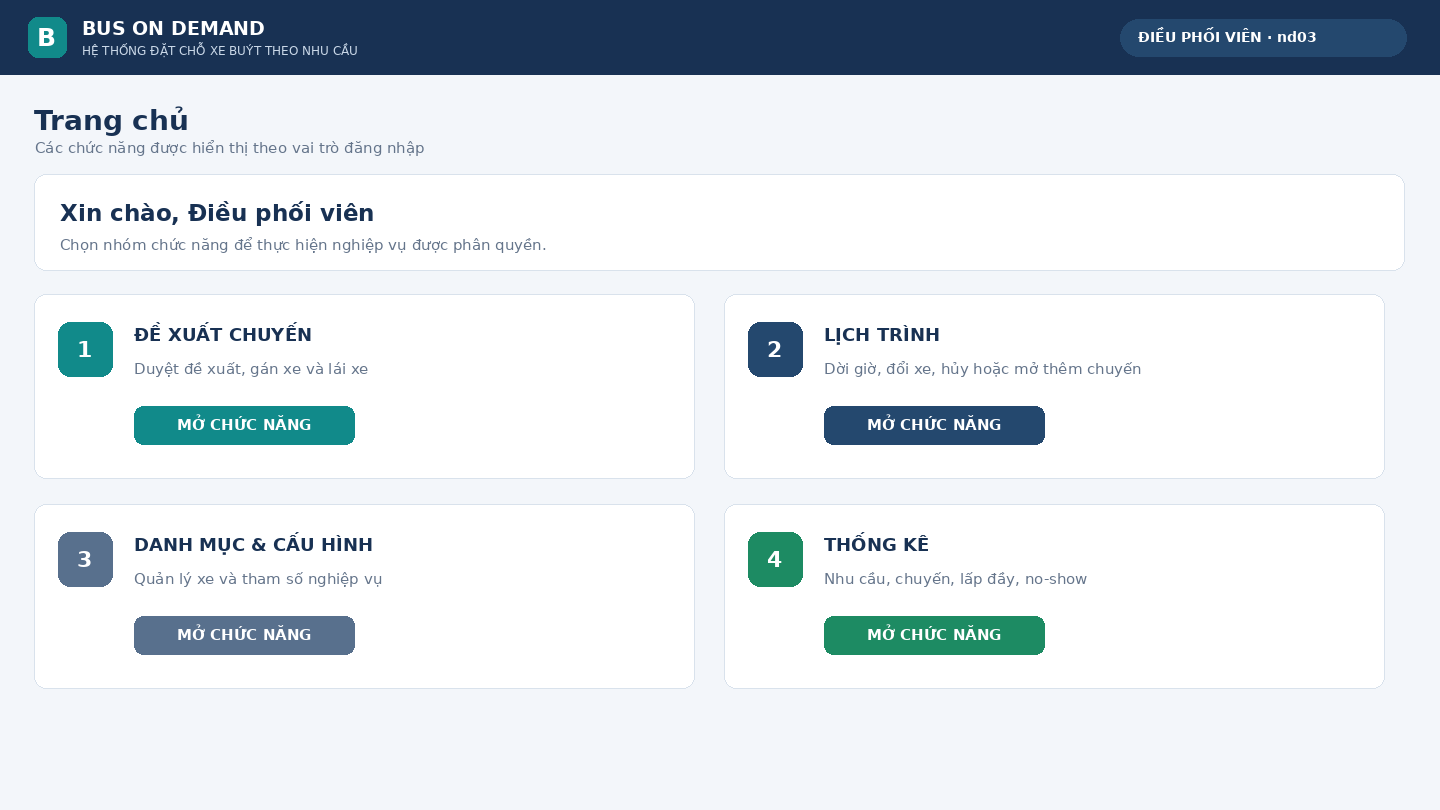 B
BUS ON DEMAND
HỆ THỐNG ĐẶT CHỖ XE BUÝT THEO NHU CẦU
ĐIỀU PHỐI VIÊN · nd03
Trang chủ
Các chức năng được hiển thị theo vai trò đăng nhập
Xin chào, Điều phối viên
Chọn nhóm chức năng để thực hiện nghiệp vụ được phân quyền.
1
ĐỀ XUẤT CHUYẾN
Duyệt đề xuất, gán xe và lái xe
MỞ CHỨC NĂNG
2
LỊCH TRÌNH
Dời giờ, đổi xe, hủy hoặc mở thêm chuyến
MỞ CHỨC NĂNG
3
DANH MỤC & CẤU HÌNH
Quản lý xe và tham số nghiệp vụ
MỞ CHỨC NĂNG
4
THỐNG KÊ
Nhu cầu, chuyến, lấp đầy, no-show
MỞ CHỨC NĂNG